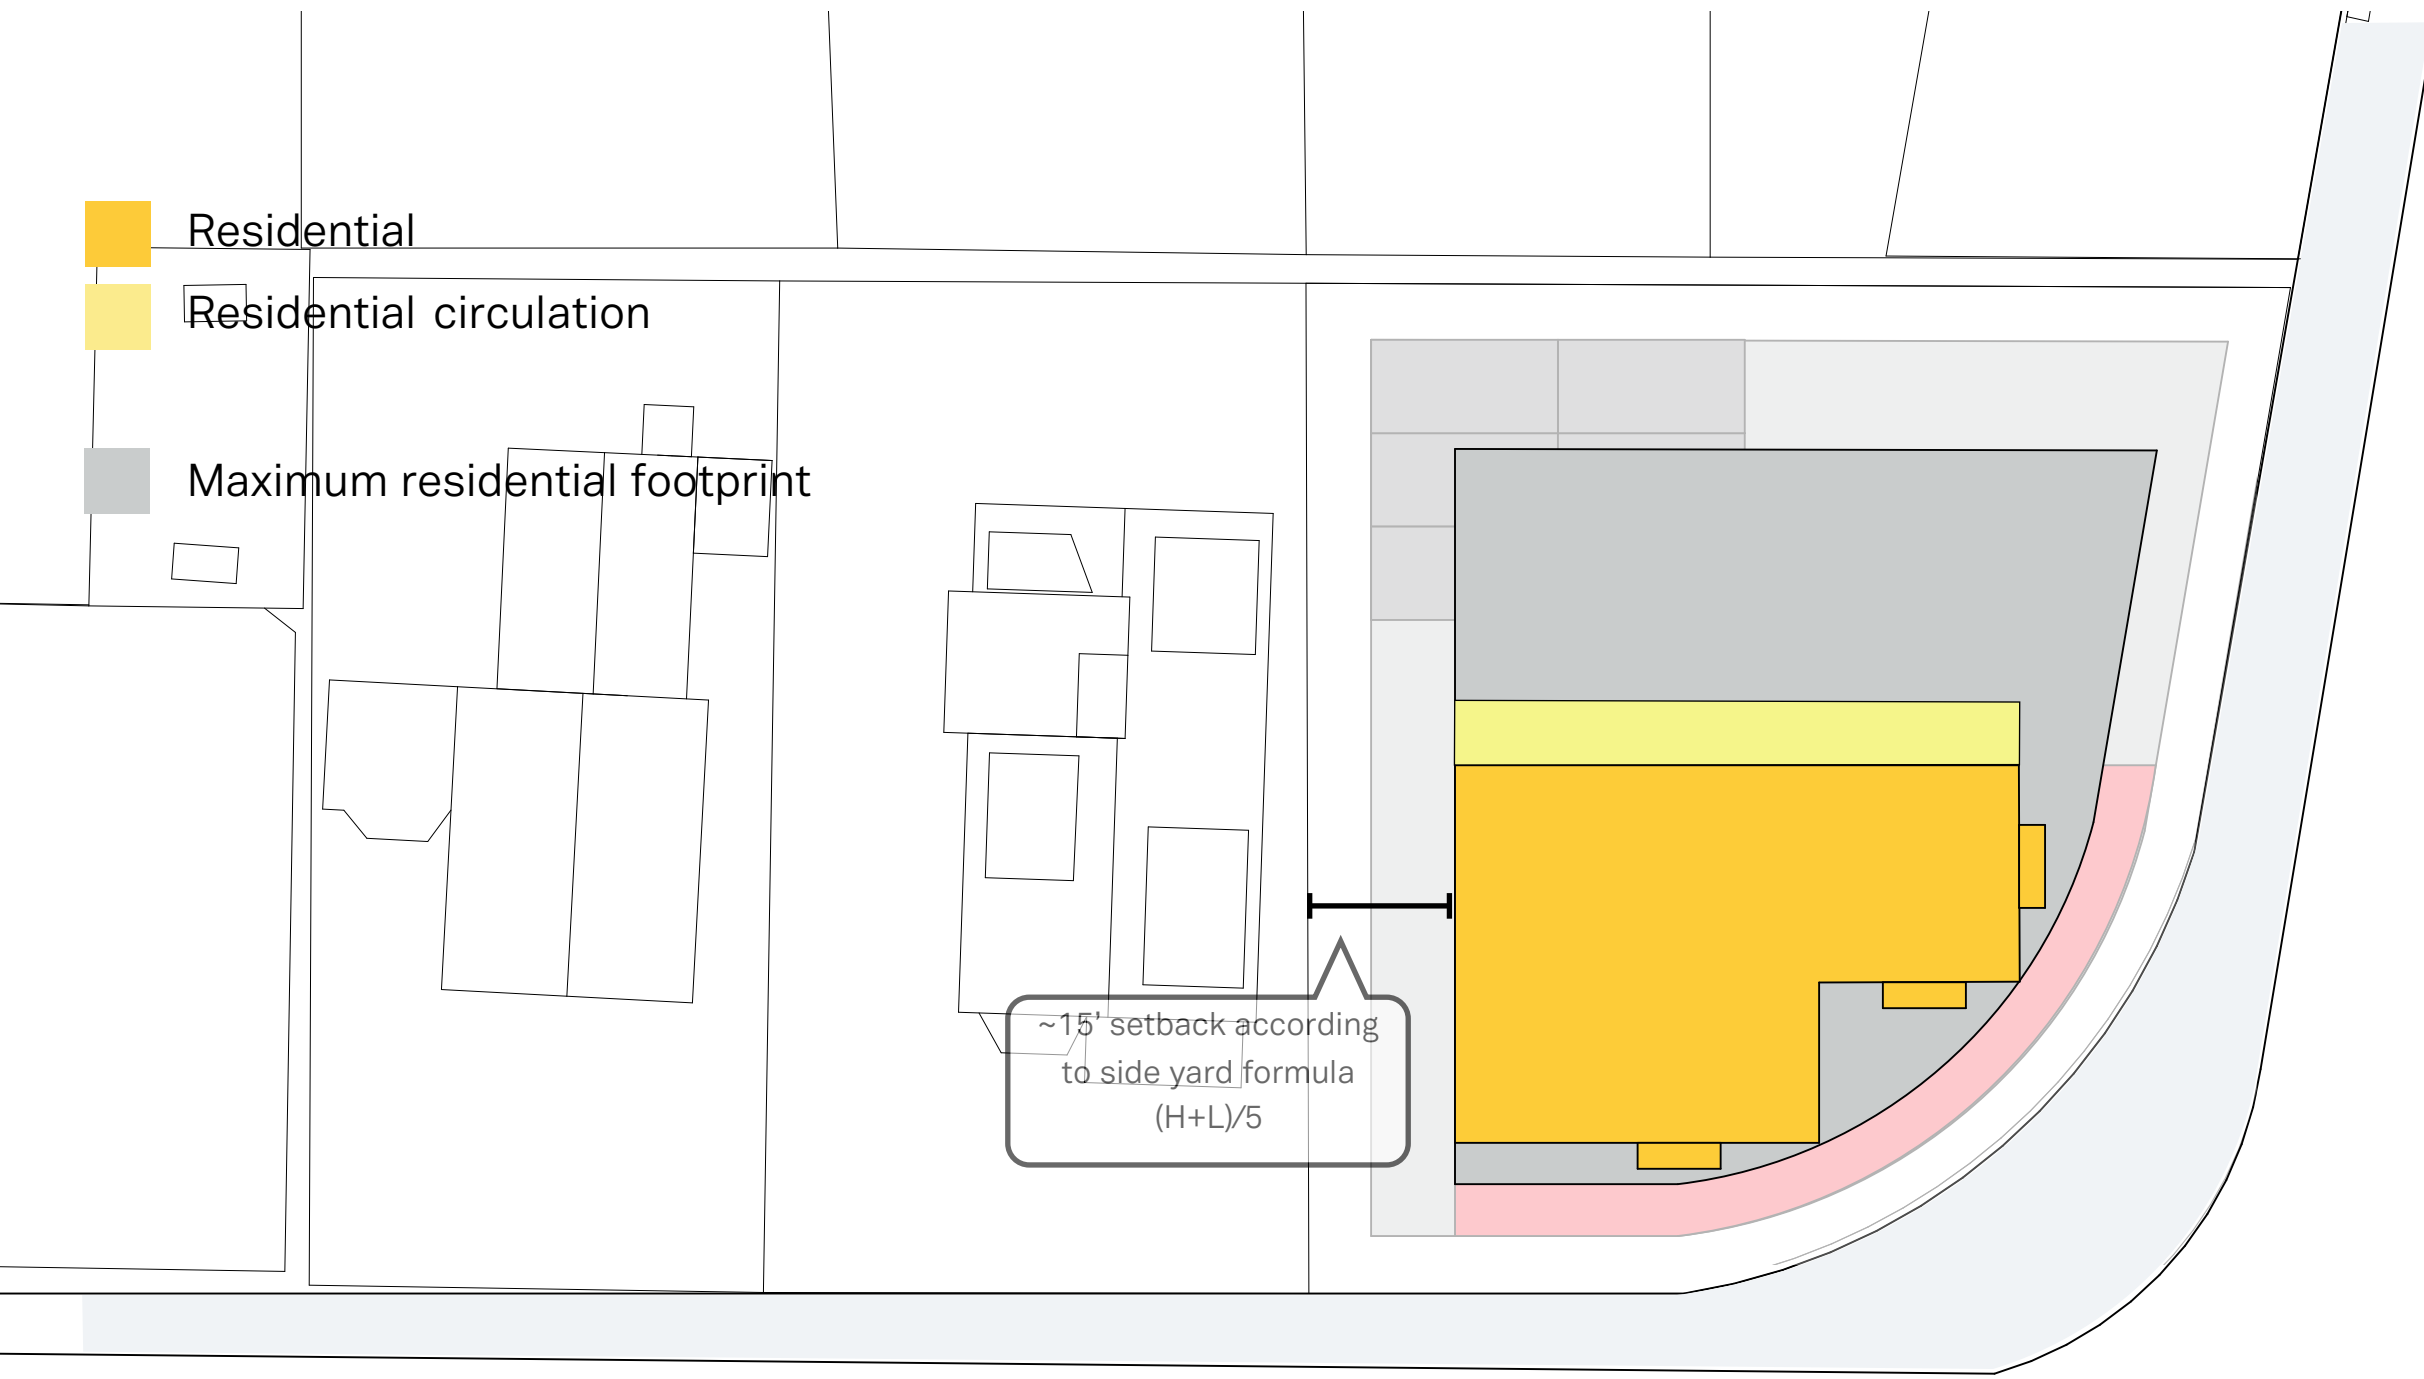 Residential
Residential circulation
Maximum residential footprint
~15’ setback according
to side yard formula
(H+L)/5